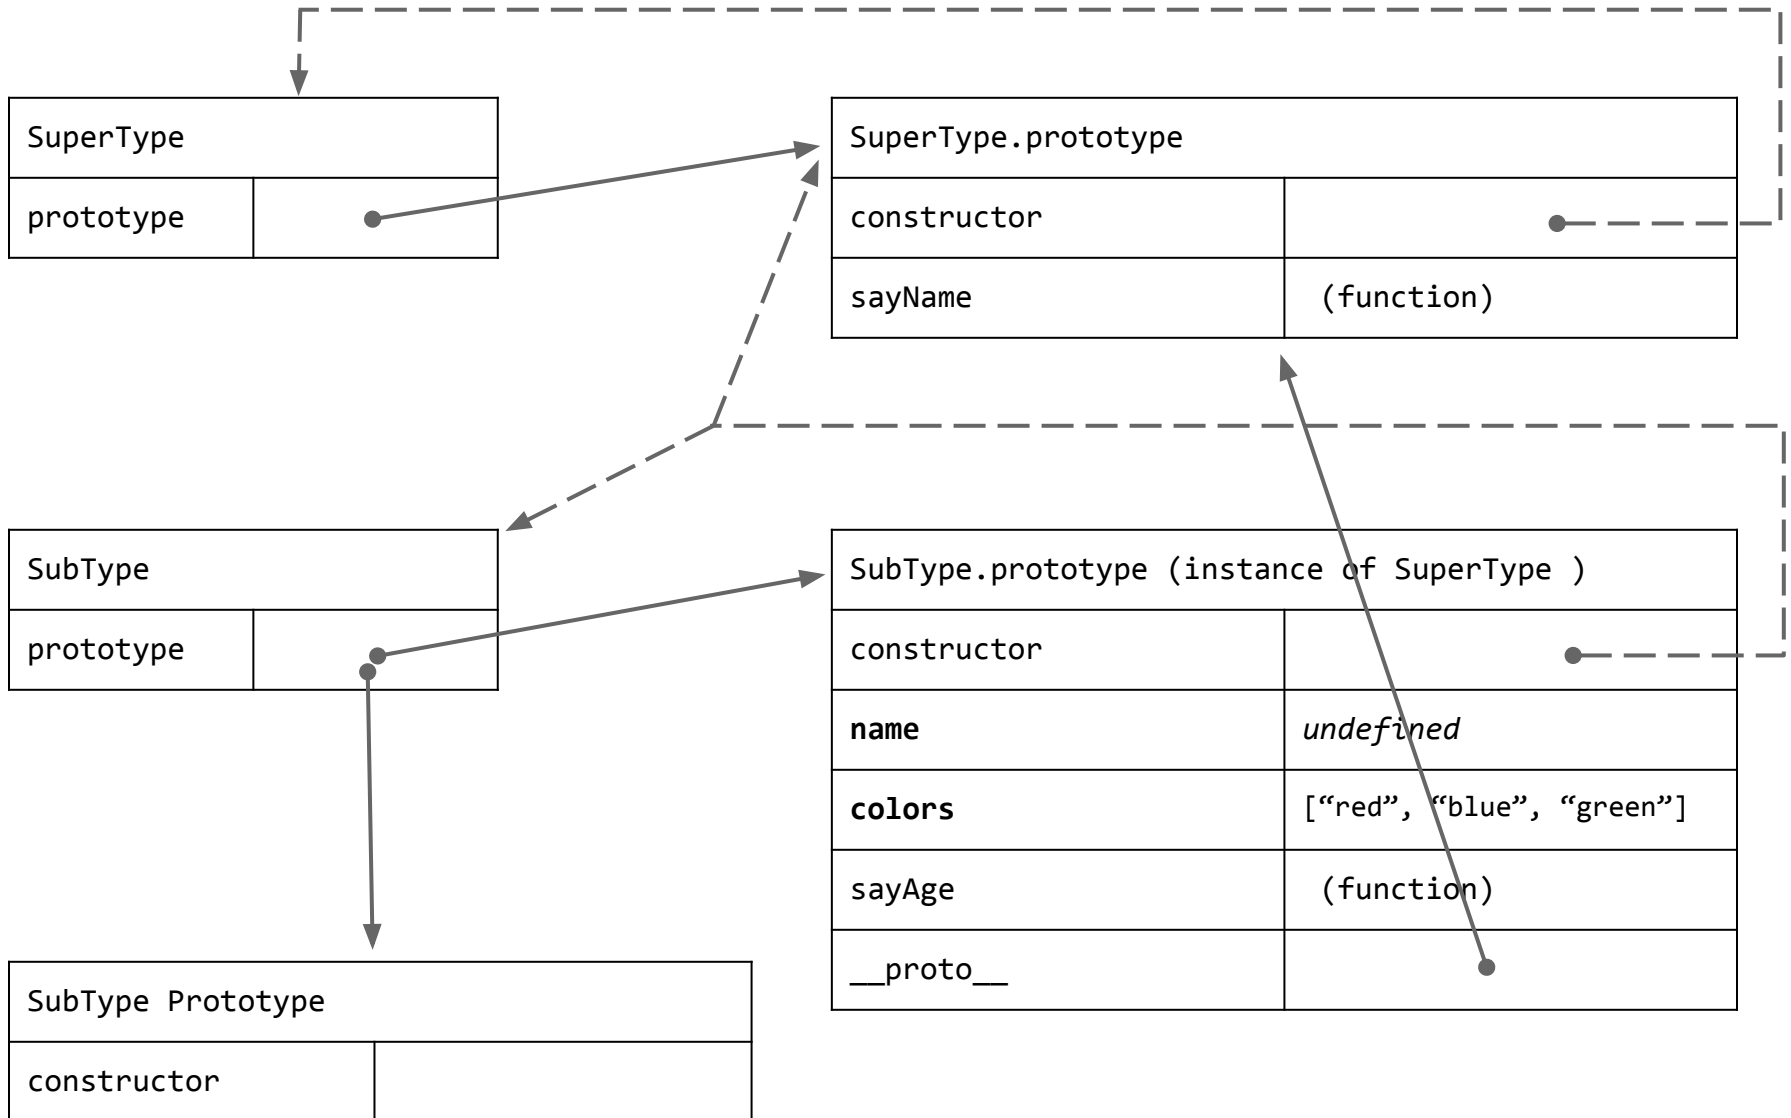 SuperType
prototype
SuperType.prototype
constructor
sayName (function)
SubType
prototype
SubType.prototype (instance of SuperType )
constructor
name undefined
colors [“red”, “blue”, “green”]
sayAge (function)
__proto__
SubType Prototype
constructor